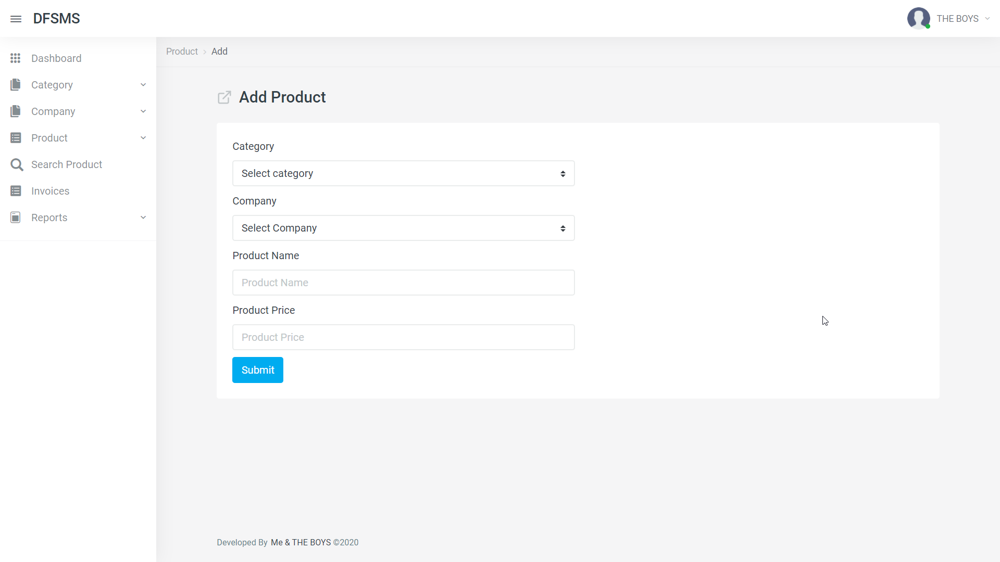 DFSMS
THE BOYS
Dashboard
Category
Company
Product
Search Product
Invoices
Reports
Product › Add
Add Product
Category
Select category
Company
Select Company
Product Name
Product Name
Product Price
Product Price
Submit
Developed By Me & THE BOYS ©2020